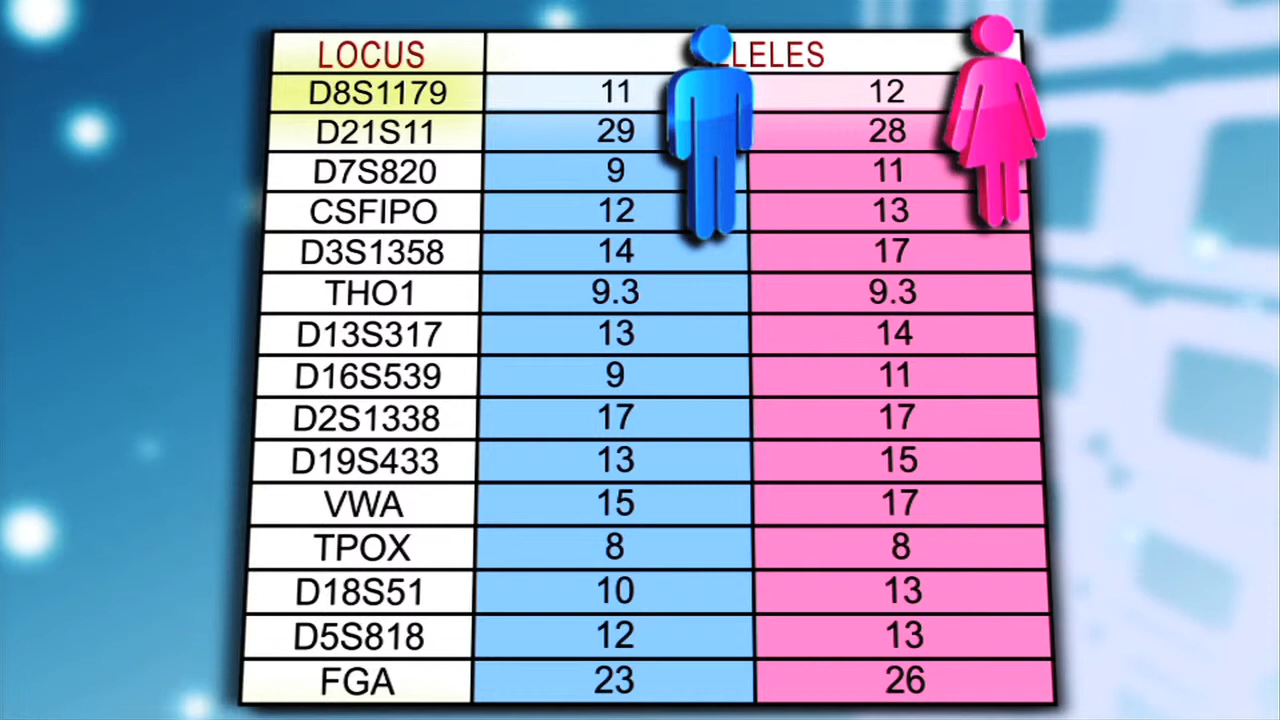 LOCUS LLELES
D8S1179 11 12
D21S11 29 28
D7S820 9 11
CSFIPO 12 13
D3S1358 14 17
THO1 9.3 9.3
D13S317 13 14
D16S539 9 11
D2S1338 17 17
D19S433 13 15
VWA 15 17
TPOX 8 8
D18S51 10 13
D5S818 12 13
FGA 23 26